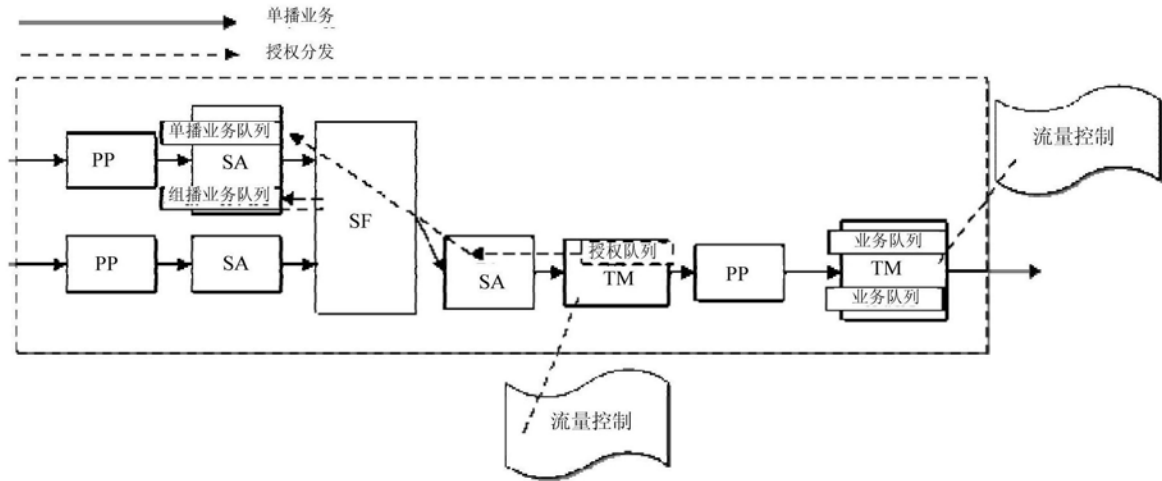 单播业务
授权分发
单播业务队列
PP
SA
组播业务队列
SF
PP
SA
SA
授权队列
TM
PP
业务队列
TM
业务队列
流量控制
流量控制